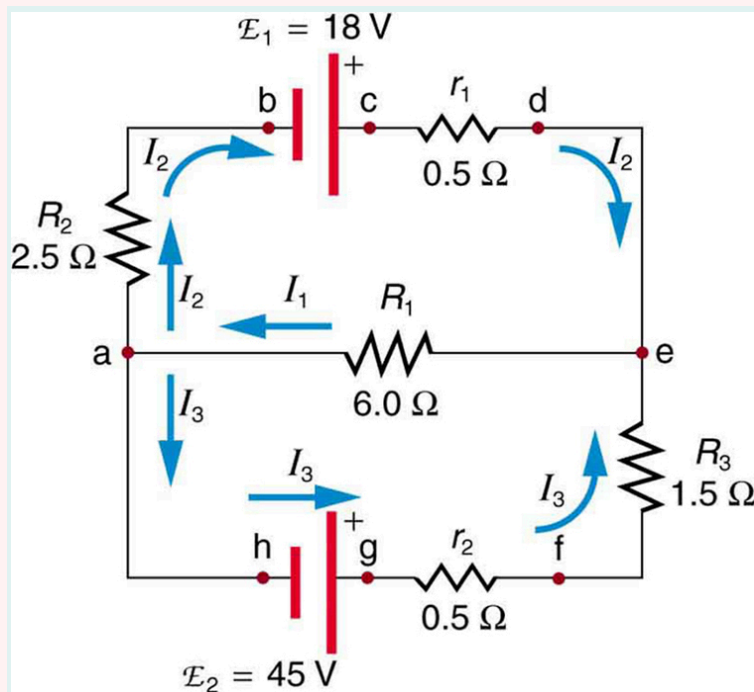 ℰ₁ = 18 V
+
b
c
r₁
d
0.5 Ω
I₂
I₂
R₂
2.5 Ω
I₂
I₁
R₁
a
e
6.0 Ω
I₃
I₃
R₃
1.5 Ω
I₃
+
h
g
r₂
f
0.5 Ω
ℰ₂ = 45 V